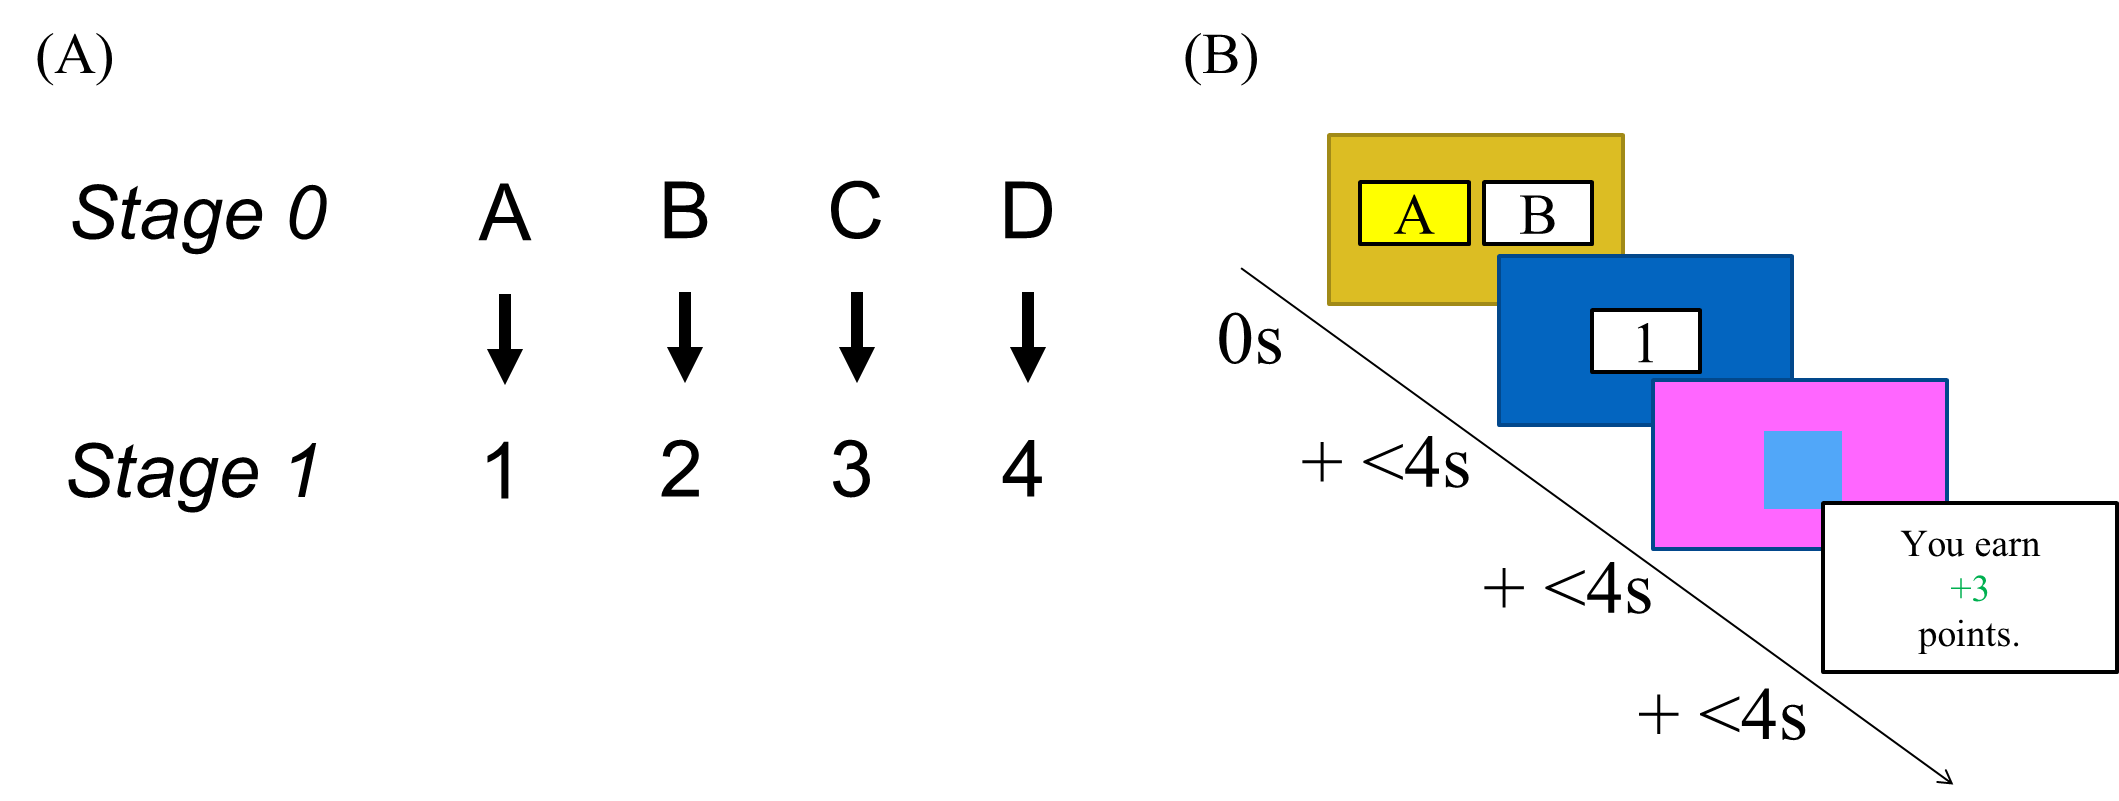 (A)
Stage 0 A B C D
Stage 1 1 2 3 4
(B)
A B
1
You earn
+3
points.
0s
+ <4s
+ <4s
+ <4s